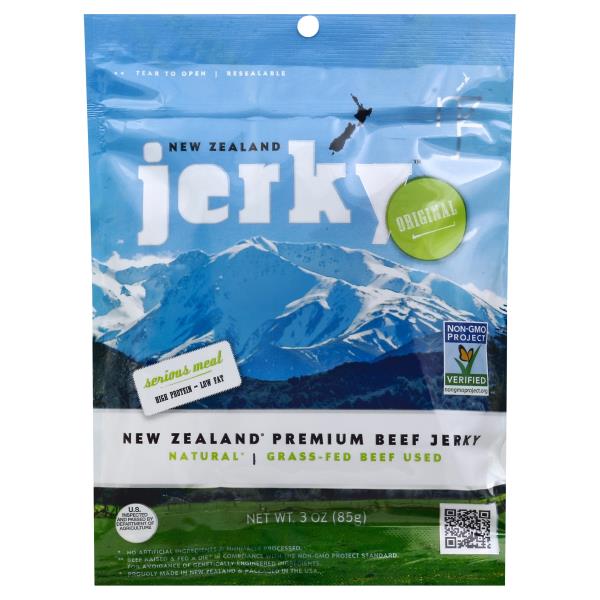 ** TEAR TO OPEN | RESEALABLE
NEW ZEALAND
jerky™
ORIGINAL
NON-GMO
PROJECT
VERIFIED
nongmoproject.org
serious meat
HIGH PROTEIN - LOW FAT
NEW ZEALAND* PREMIUM BEEF JERKY
NATURAL* | GRASS-FED BEEF USED
U.S.
INSPECTED
AND PASSED BY
DEPARTMENT OF
AGRICULTURE
NET WT. 3 OZ (85g)
* NO ARTIFICIAL INGREDIENTS & MINIMALLY PROCESSED.
** BEEF RAISED & FED A DIET IN COMPLIANCE WITH THE NON-GMO PROJECT STANDARD
FOR AVOIDANCE OF GENETICALLY ENGINEERED INGREDIENTS.
* PROUDLY MADE IN NEW ZEALAND & PACKAGED IN THE USA.